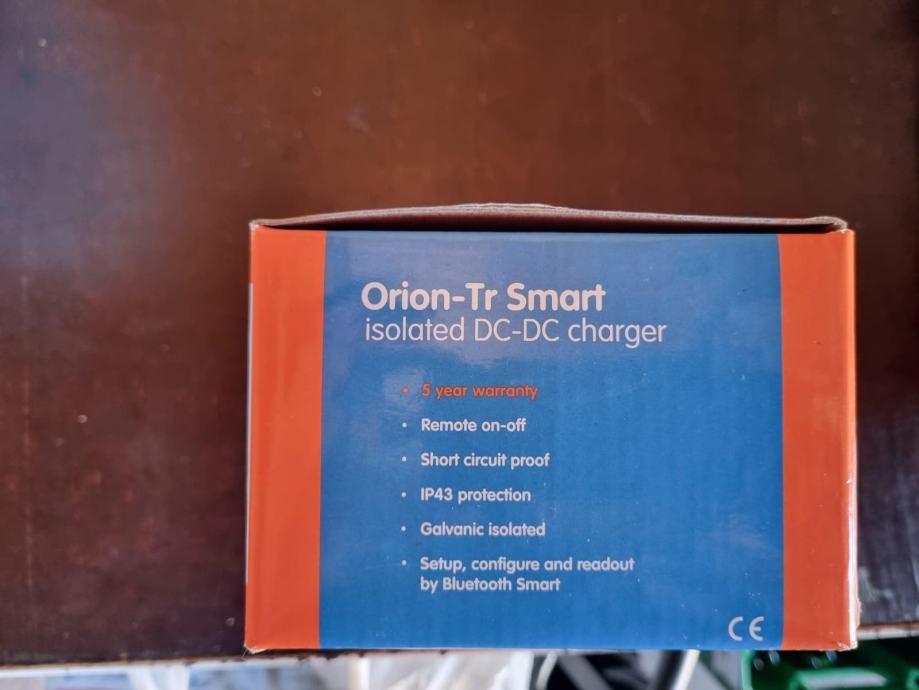 Orion-Tr Smart
isolated DC-DC charger
• 5 year warranty
• Remote on-off
• Short circuit proof
• IP43 protection
• Galvanic isolated
• Setup, configure and readout
by Bluetooth Smart
CE